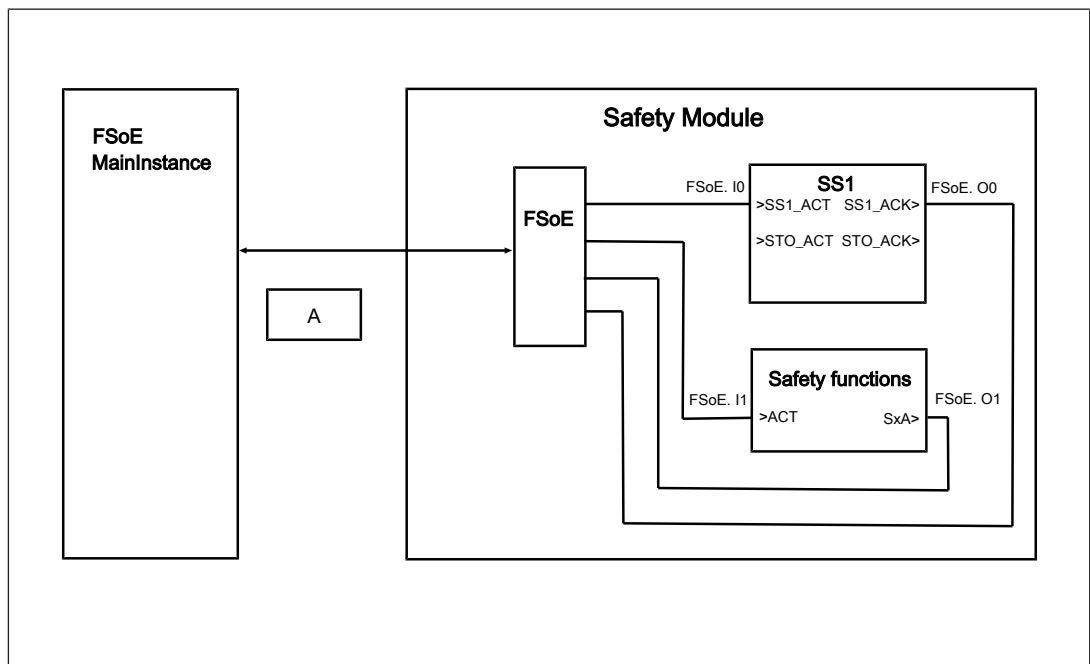 FSoE
MainInstance
A
Safety Module
FSoE
FSoE. I0
SS1
FSoE. O0
>SS1_ACT SS1_ACK>
>STO_ACT STO_ACK>
Safety functions
FSoE. I1
FSoE. O1
>ACT SxA>